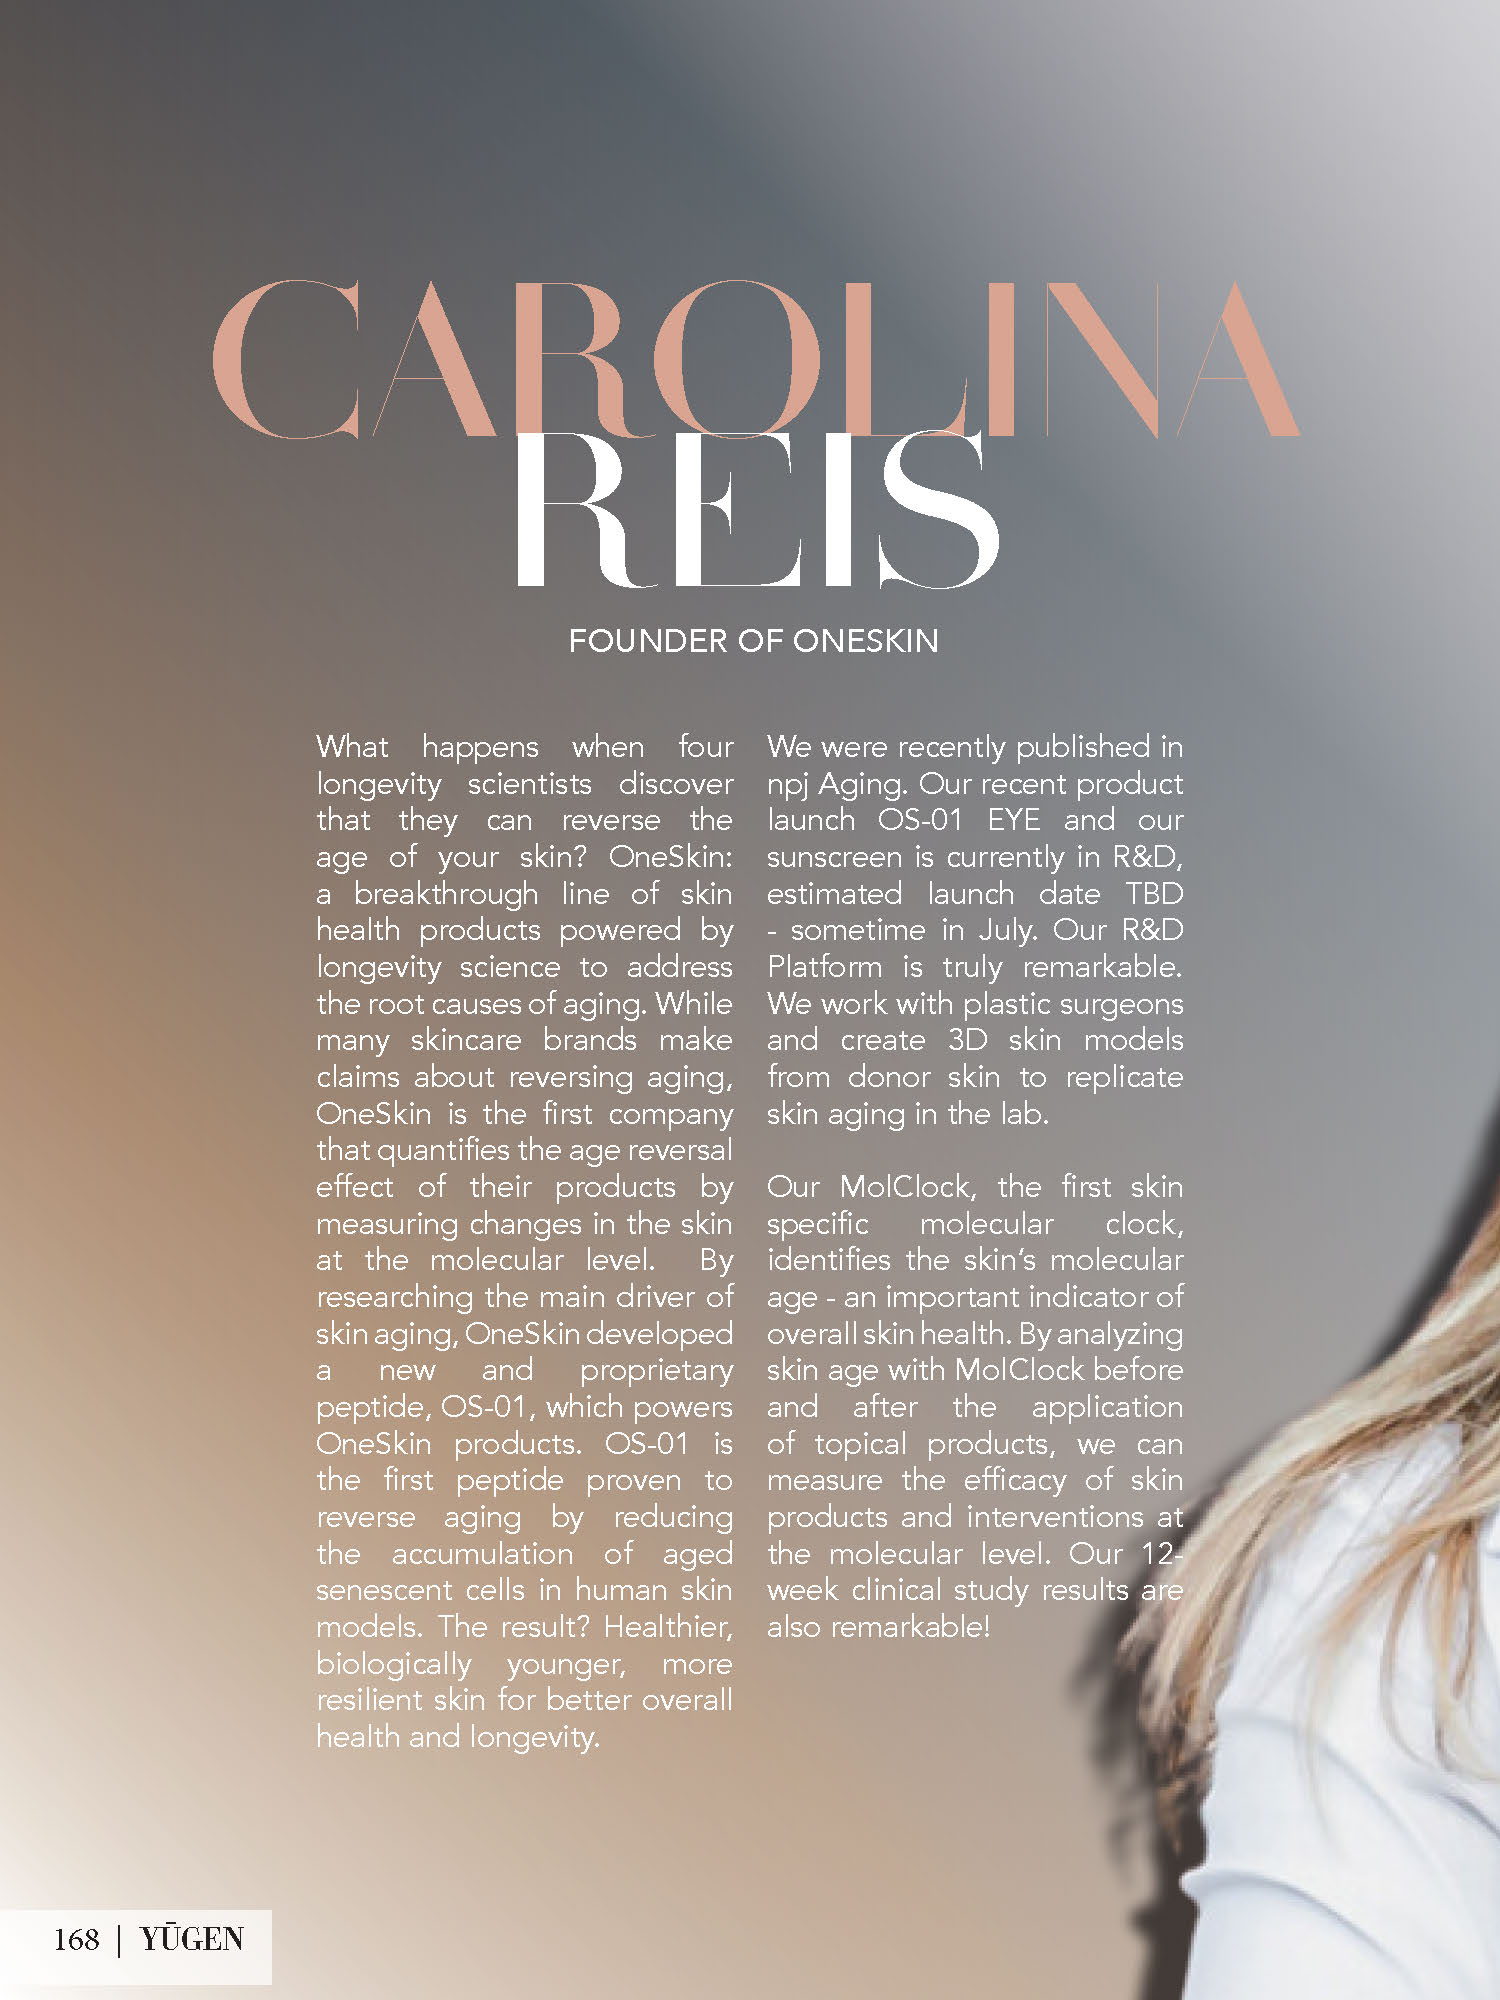 CAROLINA
REIS
FOUNDER OF ONESKIN
What happens when four
longevity scientists discover
that they can reverse the
age of your skin? OneSkin:
a breakthrough line of skin
health products powered by
longevity science to address
the root causes of aging. While
many skincare brands make
claims about reversing aging,
OneSkin is the first company
that quantifies the age reversal
effect of their products by
measuring changes in the skin
at the molecular level.  By
researching the main driver of
skin aging, OneSkin developed
a new and proprietary
peptide, OS-01, which powers
OneSkin products. OS-01 is
the first peptide proven to
reverse aging by reducing
the accumulation of aged
senescent cells in human skin
models. The result? Healthier,
biologically younger, more
resilient skin for better overall
health and longevity.
We were recently published in
npj Aging. Our recent product
launch OS-01 EYE and our
sunscreen is currently in R&D,
estimated launch date TBD
- sometime in July. Our R&D
Platform is truly remarkable.
We work with plastic surgeons
and create 3D skin models
from donor skin to replicate
skin aging in the lab.
Our MolClock, the first skin
specific molecular clock,
identifies the skin's molecular
age - an important indicator of
overall skin health. By analyzing
skin age with MolClock before
and after the application
of topical products, we can
measure the efficacy of skin
products and interventions at
the molecular level. Our 12-
week clinical study results are
also remarkable!
168 | YŪGEN